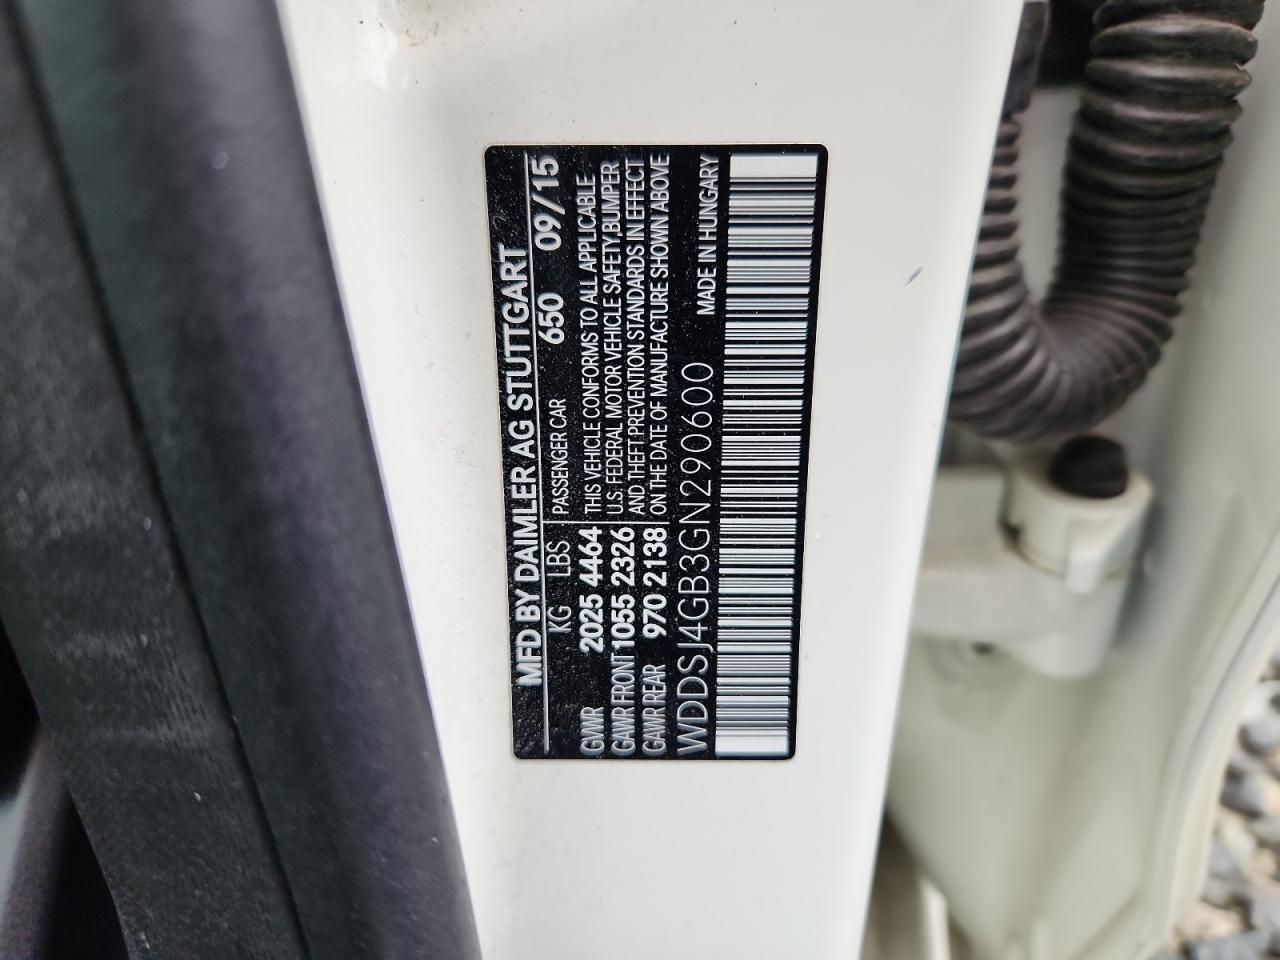 MFD BY DAIMLER AG STUTTGART
KG LBS PASSENGER CAR 650 09/15
GVWR 2025 4464 THIS VEHICLE CONFORMS TO ALL APPLICABLE
GAWR FRONT 1055 2326 U.S. FEDERAL MOTOR VEHICLE SAFETY,BUMPER
GAWR REAR 970 2138 AND THEFT PREVENTION STANDARDS IN EFFECT
ON THE DATE OF MANUFACTURE SHOWN ABOVE
WDDSJ4GB3GN290600 MADE IN HUNGARY